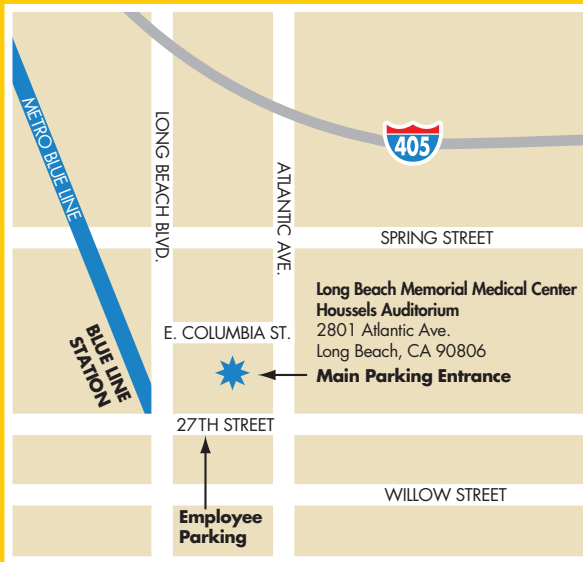 405
METRO BLUE LINE
LONG BEACH BLVD.
ATLANTIC AVE.
SPRING STREET
Long Beach Memorial Medical Center
Houssels Auditorium
2801 Atlantic Ave.
Long Beach, CA 90806
Main Parking Entrance
E. COLUMBIA ST.
BLUE LINE
STATION
27TH STREET
WILLOW STREET
Employee
Parking